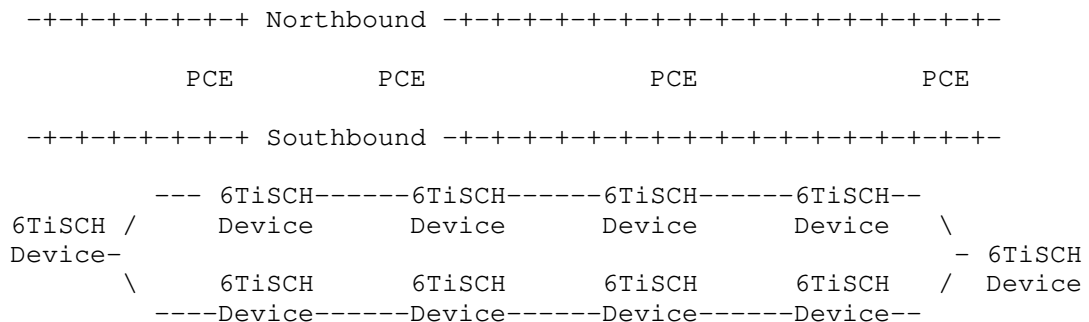 -+-+-+-+-+-+-+ Northbound -+-+-+-+-+-+-+-+-+-+-+-+-+-+-+-+-+-+-
PCE PCE PCE PCE
-+-+-+-+-+-+-+ Southbound -+-+-+-+-+-+-+-+-+-+-+-+-+-+-+-+-+-+-
--- 6TiSCH------6TiSCH------6TiSCH------6TiSCH--
6TiSCH / Device Device Device Device \
Device- - 6TiSCH
\ 6TiSCH 6TiSCH 6TiSCH 6TiSCH / Device
----Device------Device------Device------Device--